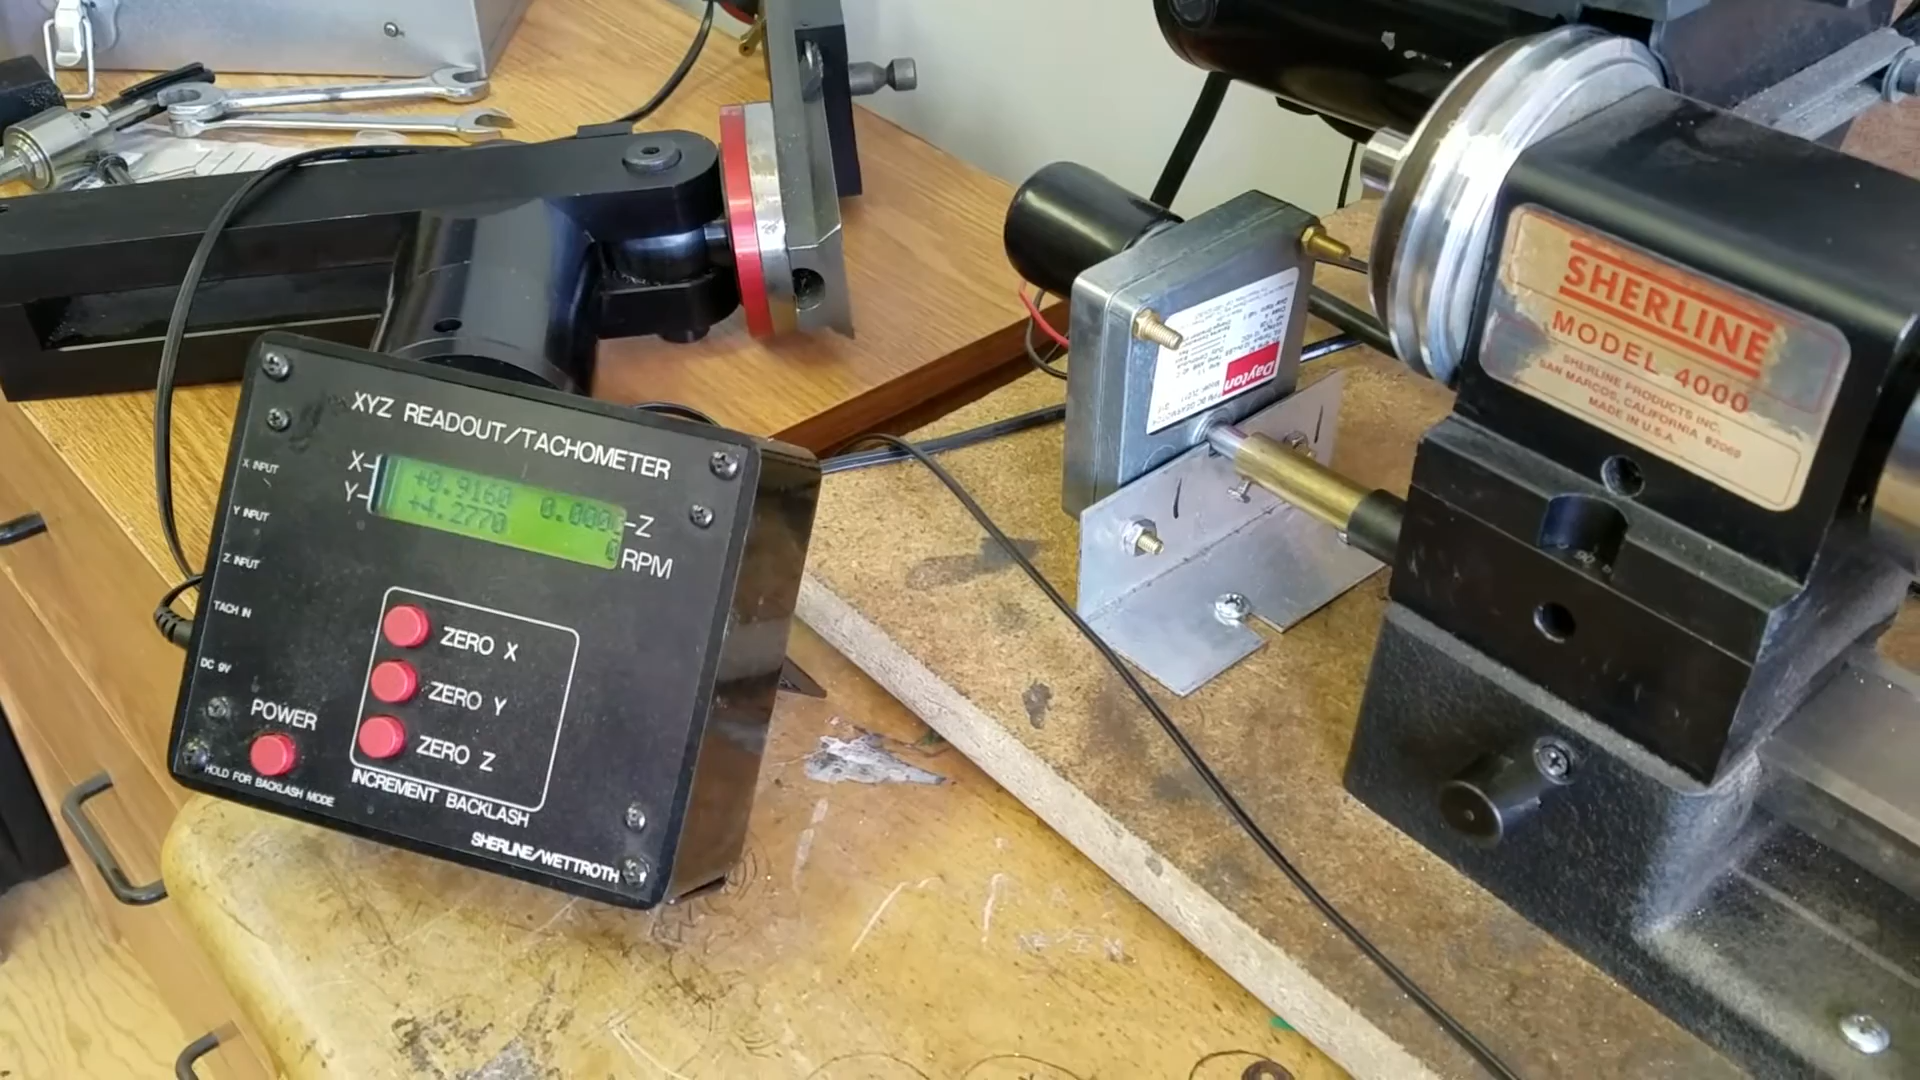 XYZ READOUT/TACHOMETER
X-
Y-
+0.9160 0.000
+4.2770
0
-Z
RPM
X INPUT
Y INPUT
Z INPUT
TACH IN
DC 9V
ZERO X
ZERO Y
ZERO Z
POWER
HOLD FOR BACKLASH MODE
INCREMENT BACKLASH
SHERLINE/WETTROTH
Dayton
SHERLINE
MODEL 4000
SHERLINE PRODUCTS INC.
SAN MARCOS, CALIFORNIA 92069
MADE IN U.S.A.